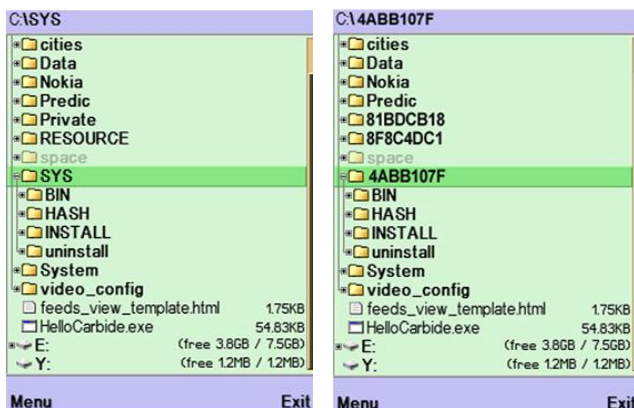 C:\SYS
cities
Data
Nokia
Predic
Private
RESOURCE
space
SYS
BIN
HASH
INSTALL
uninstall
System
video_config
feeds_view_template.html 1.75KB
HelloCarbide.exe 54.83KB
E: (free 3.8GB / 7.5GB)
Y: (free 1.2MB / 1.2MB)
Menu Exit
C:\4ABB107F
cities
Data
Nokia
Predic
81BDCB18
8F8C4DC1
space
4ABB107F
BIN
HASH
INSTALL
uninstall
System
video_config
feeds_view_template.html 1.75KB
HelloCarbide.exe 54.83KB
E: (free 3.8GB / 7.5GB)
Y: (free 1.2MB / 1.2MB)
Menu Exit